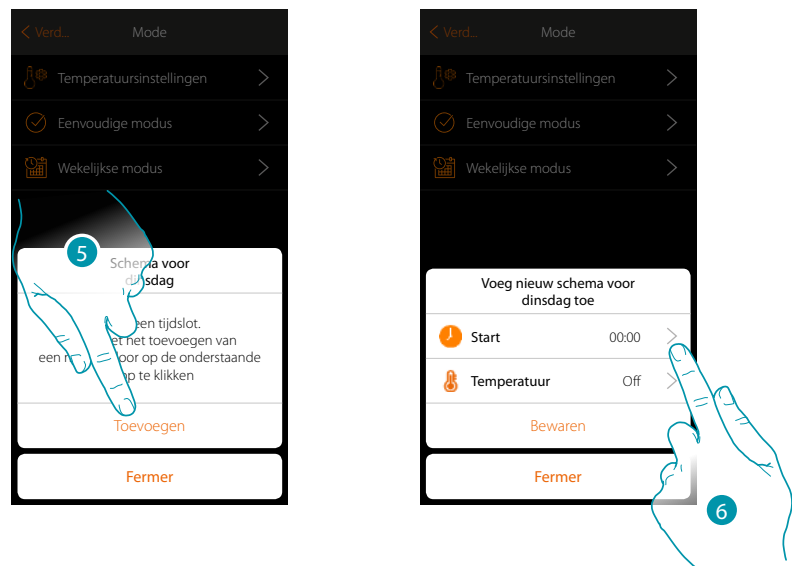 Verd...
Mode
Temperatuursinstellingen
Eenvoudige modus
Wekelijkse modus
5
Schema voor
dinsdag
een tijdslot.
et het toevoegen van
een oor op de onderstaande
op te klikken
Toevoegen
Fermer
Verd...
Mode
Temperatuursinstellingen
Eenvoudige modus
Wekelijkse modus
Voeg nieuw schema voor
dinsdag toe
Start 00:00
Temperatuur Off
Bewaren
Fermer
6